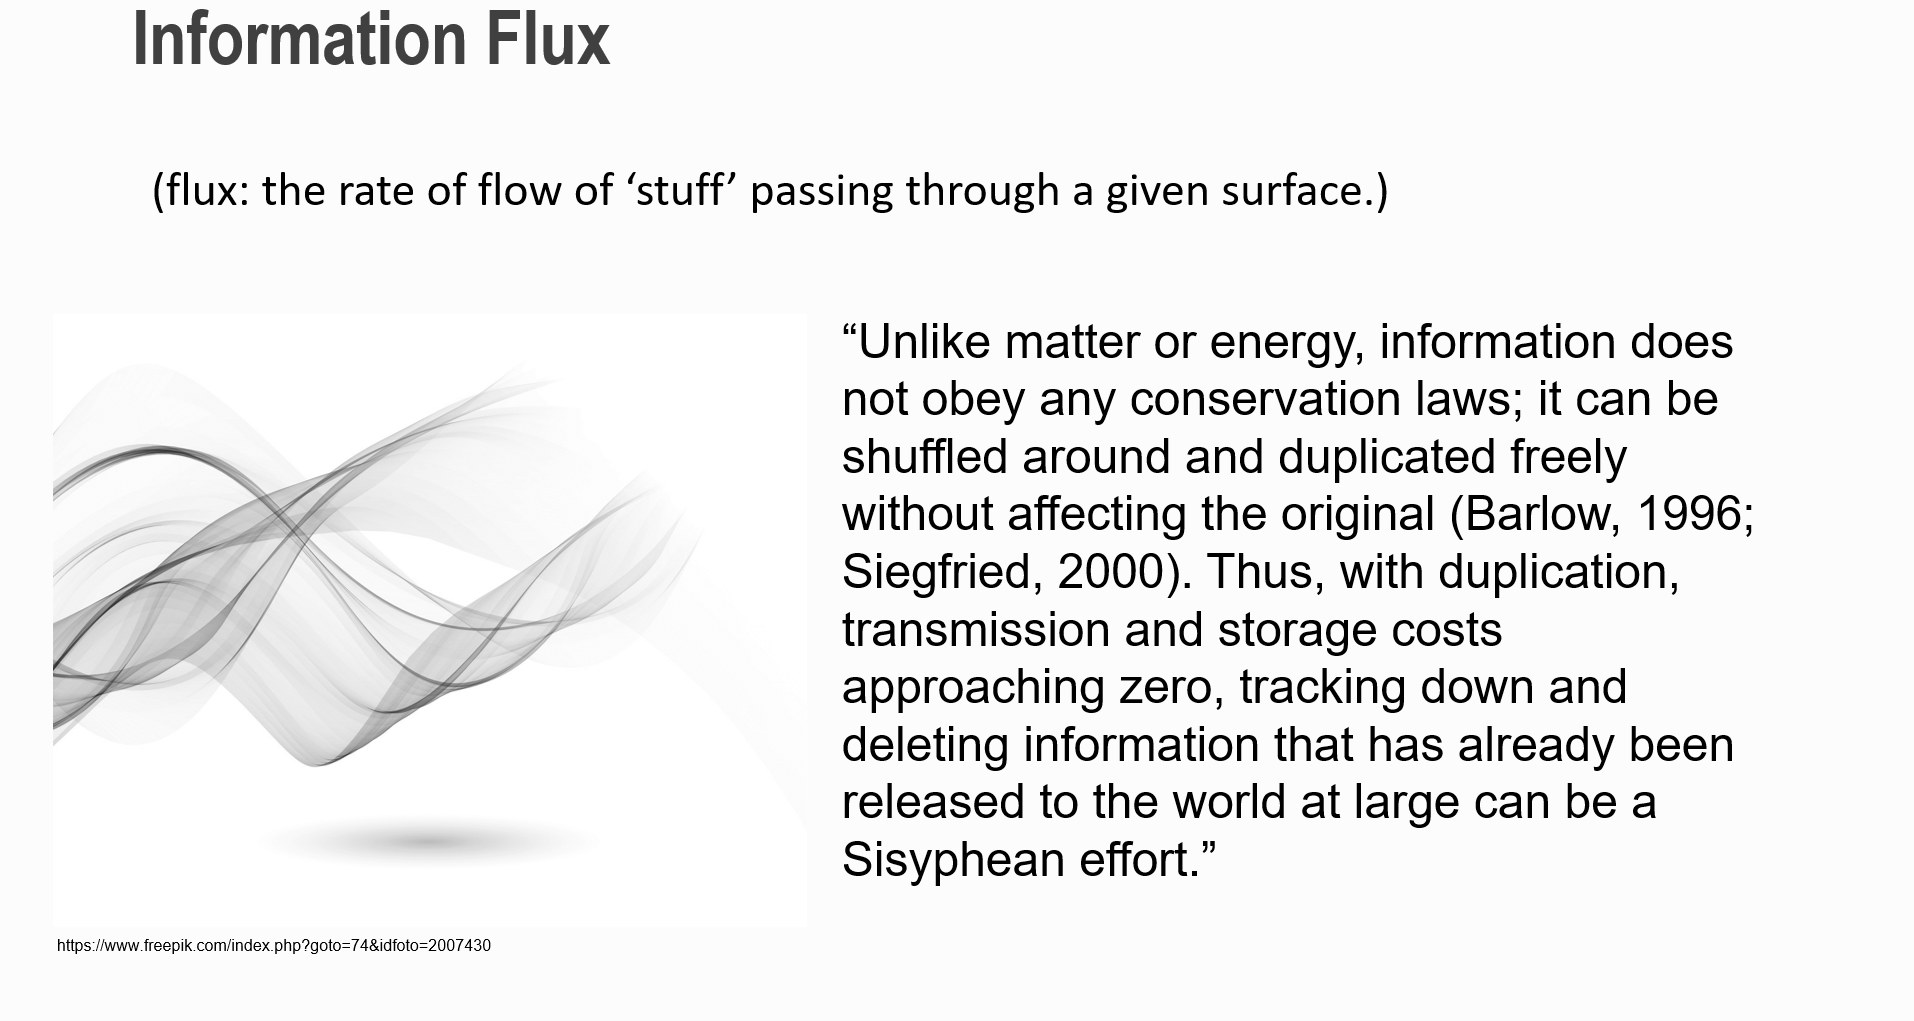 Information Flux
(flux: the rate of flow of ‘stuff’ passing through a given surface.)
“Unlike matter or energy, information does
not obey any conservation laws; it can be
shuffled around and duplicated freely
without affecting the original (Barlow, 1996;
Siegfried, 2000). Thus, with duplication,
transmission and storage costs
approaching zero, tracking down and
deleting information that has already been
released to the world at large can be a
Sisyphean effort.”
https://www.freepik.com/index.php?goto=74&idfoto=2007430